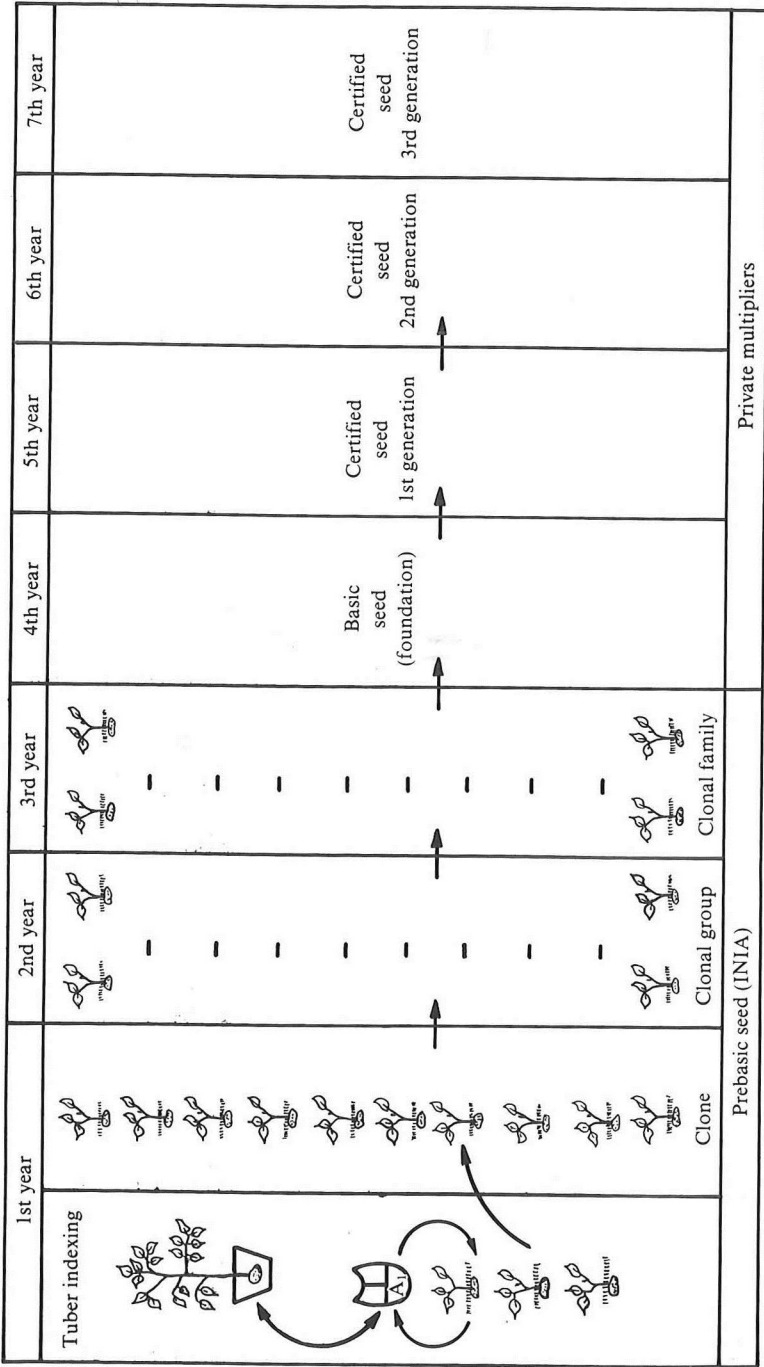 1st year
2nd year
3rd year
4th year
5th year
6th year
7th year
Tuber indexing
A1
Clone
Clonal group
Clonal family
Basic
seed
(foundation)
Certified
seed
1st generation
Certified
seed
2nd generation
Certified
seed
3rd generation
Prebasic seed (INIA)
Private multipliers